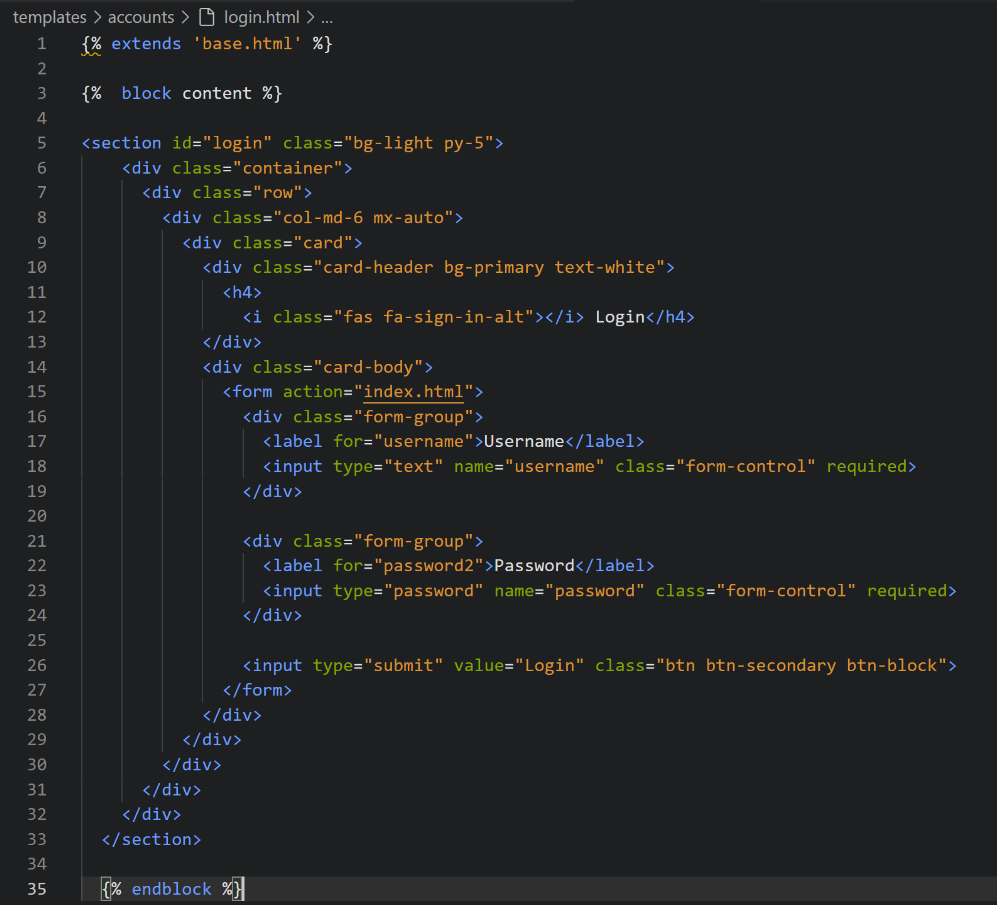 templates > accounts > login.html > ...
1 {% extends 'base.html' %}
2
3 {%  block content %}
4
5 <section id="login" class="bg-light py-5">
6     <div class="container">
7       <div class="row">
8         <div class="col-md-6 mx-auto">
9           <div class="card">
10             <div class="card-header bg-primary text-white">
11               <h4>
12                 <i class="fas fa-sign-in-alt"></i> Login</h4>
13             </div>
14             <div class="card-body">
15               <form action="index.html">
16                 <div class="form-group">
17                   <label for="username">Username</label>
18                   <input type="text" name="username" class="form-control" required>
19                 </div>
20
21                 <div class="form-group">
22                   <label for="password2">Password</label>
23                   <input type="password" name="password" class="form-control" required>
24                 </div>
25
26                 <input type="submit" value="Login" class="btn btn-secondary btn-block">
27               </form>
28             </div>
29           </div>
30         </div>
31       </div>
32     </div>
33   </section>
34
35   {% endblock %}